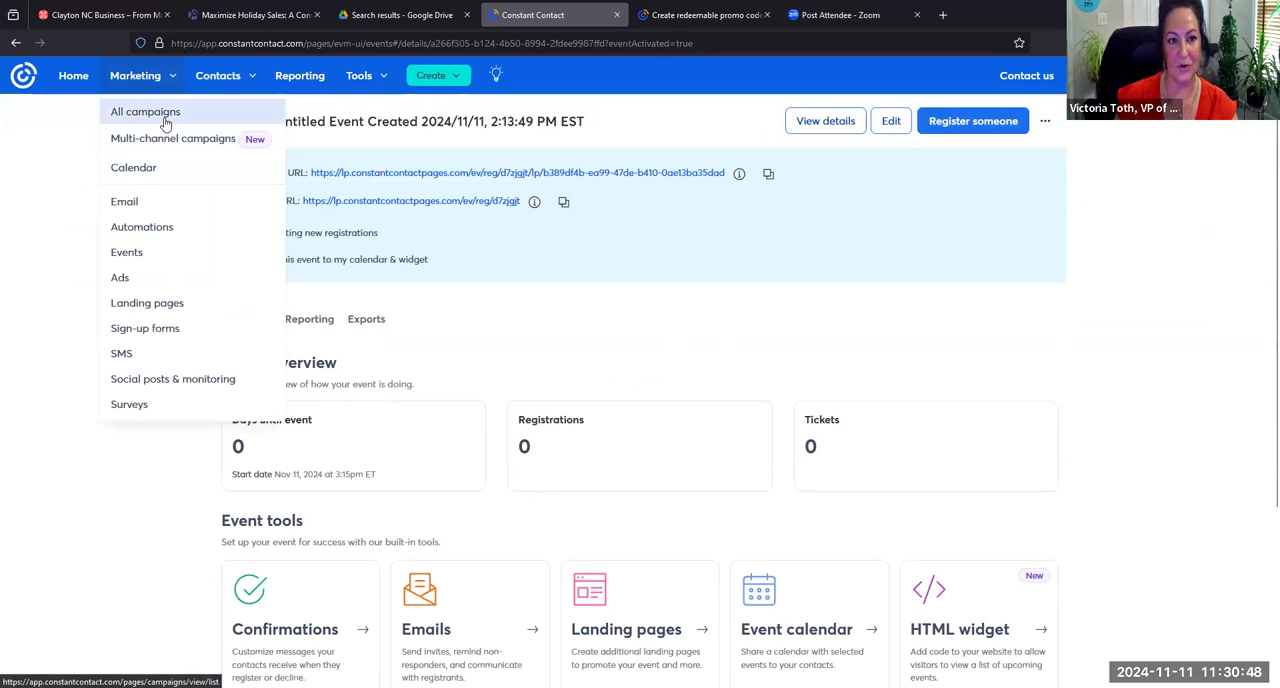 Clayton NC Business – From M
Maximize Holiday Sales: A Con
Search results - Google Drive
Constant Contact
Create redeemable promo code
Post Attendee - Zoom
https://app.constantcontact.com/pages/evm-ui/events#/details/a266f305-b124-4b50-8994-2fdee9987ffd?eventActivated=true
Home
Marketing
Contacts
Reporting
Tools
Create
Contact us
Victoria Toth, VP of ...
All campaigns
Multi-channel campaigns New
Calendar
Email
Automations
Events
Ads
Landing pages
Sign-up forms
SMS
Social posts & monitoring
Surveys
ntitled Event Created 2024/11/11, 2:13:49 PM EST
View details
Edit
Register someone
URL: https://lp.constantcontactpages.com/ev/reg/d7zjgjt/lp/b389df4b-ea99-47de-b410-0ae13ba35dad
RL: https://lp.constantcontactpages.com/ev/reg/d7zjgjt
ting new registrations
is event to my calendar & widget
Reporting
Exports
verview
ew of how your event is doing.
Days until event
0
Start date Nov 11, 2024 at 3:15pm ET
Registrations
0
Tickets
0
Event tools
Set up your event for success with our built-in tools.
Confirmations
Customize messages your
contacts receive when they
register or decline.
Emails
Send invites, remind non-
responders, and communicate
with registrants.
Landing pages
Create additional landing
pages to promote your event and more.
Event calendar
Share a calendar with selected
events to your contacts.
New
HTML widget
Add code to your website to allow
visitors to view a list of upcoming
events.
https://app.constantcontact.com/pages/campaigns/view/list
2024-11-11 11:30:48